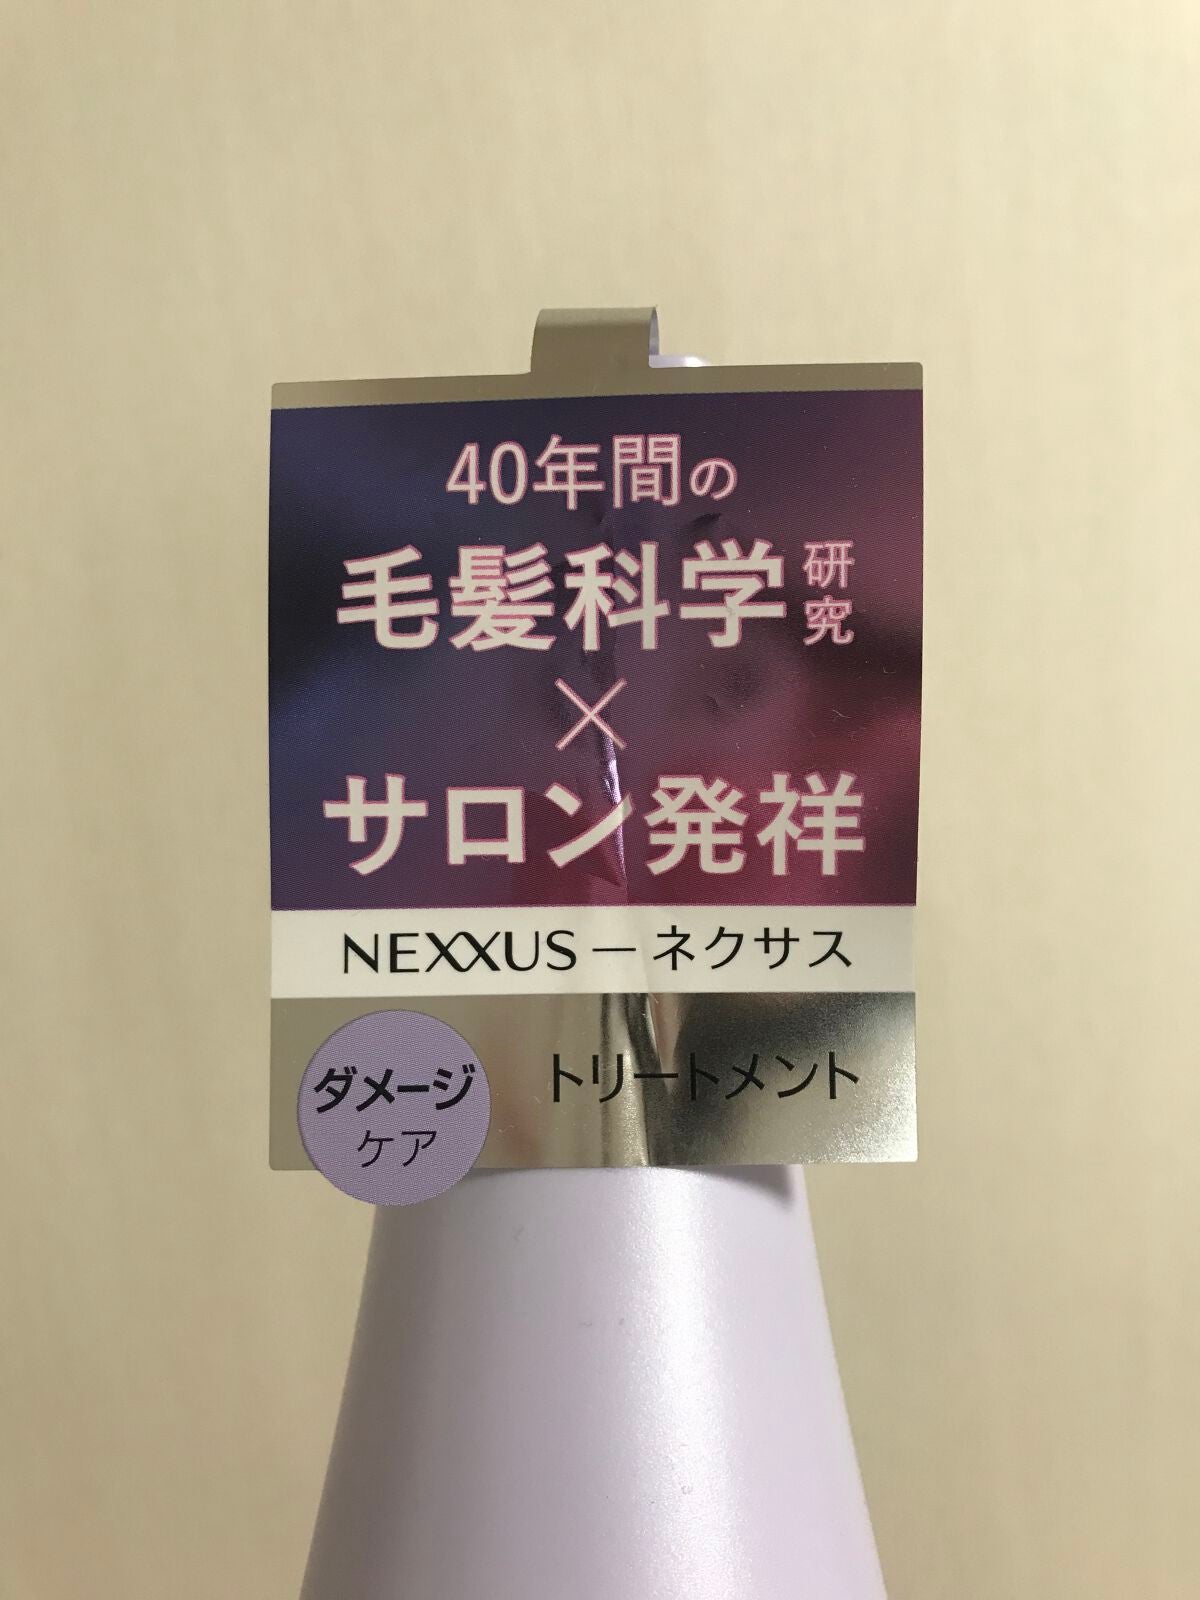 40年間の
毛髪科学研究
×
サロン発祥
NEXXUS — ネクサス
ダメージ
ケア
トリートメント